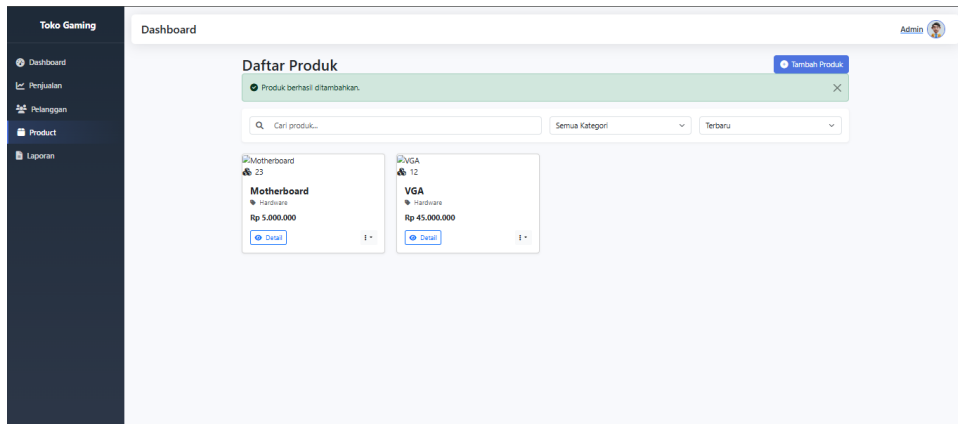 Toko Gaming
Dashboard
Admin
Dashboard
Penjualan
Pelanggan
Product
Laporan
Daftar Produk
Tambah Produk
Produk berhasil ditambahkan.
Cari produk...
Semua Kategori
Terbaru
Motherboard
23
Motherboard
Hardware
Rp 5.000.000
Detail
VGA
12
VGA
Hardware
Rp 45.000.000
Detail